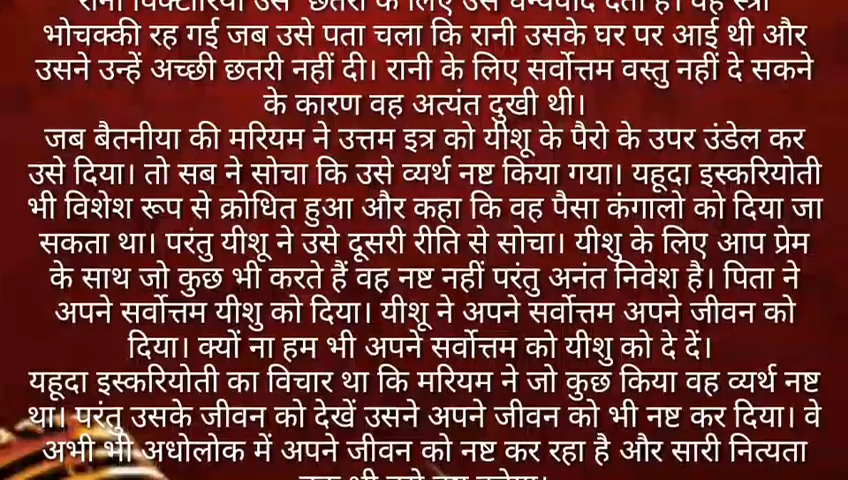 रानी विक्टोरिया उसे छतरी के लिए उसे धन्यवाद देती है। वह स्त्री
भोचक्की रह गई जब उसे पता चला कि रानी उसके घर पर आई थी और
उसने उन्हें अच्छी छतरी नहीं दी। रानी के लिए सर्वोत्तम वस्तु नहीं दे सकने
के कारण वह अत्यंत दुखी थी।
जब बैतनीया की मरियम ने उत्तम इत्र को यीशू के पैरो के उपर उंडेल कर
उसे दिया। तो सब ने सोचा कि उसे व्यर्थ नष्ट किया गया। यहूदा इस्करियोती
भी विशेश रूप से क्रोधित हुआ और कहा कि वह पैसा कंगालो को दिया जा
सकता था। परंतु यीशू ने उसे दूसरी रीति से सोचा। यीशु के लिए आप प्रेम
के साथ जो कुछ भी करते हैं वह नष्ट नहीं परंतु अनंत निवेश है। पिता ने
अपने सर्वोत्तम यीशु को दिया। यीशू ने अपने सर्वोत्तम अपने जीवन को
दिया। क्यों ना हम भी अपने सर्वोत्तम को यीशु को दे दें।
यहूदा इस्करियोती का विचार था कि मरियम ने जो कुछ किया वह व्यर्थ नष्ट
था। परंतु उसके जीवन को देखें उसने अपने जीवन को भी नष्ट कर दिया। वे
अभी भी अधोलोक में अपने जीवन को नष्ट कर रहा है और सारी नित्यता